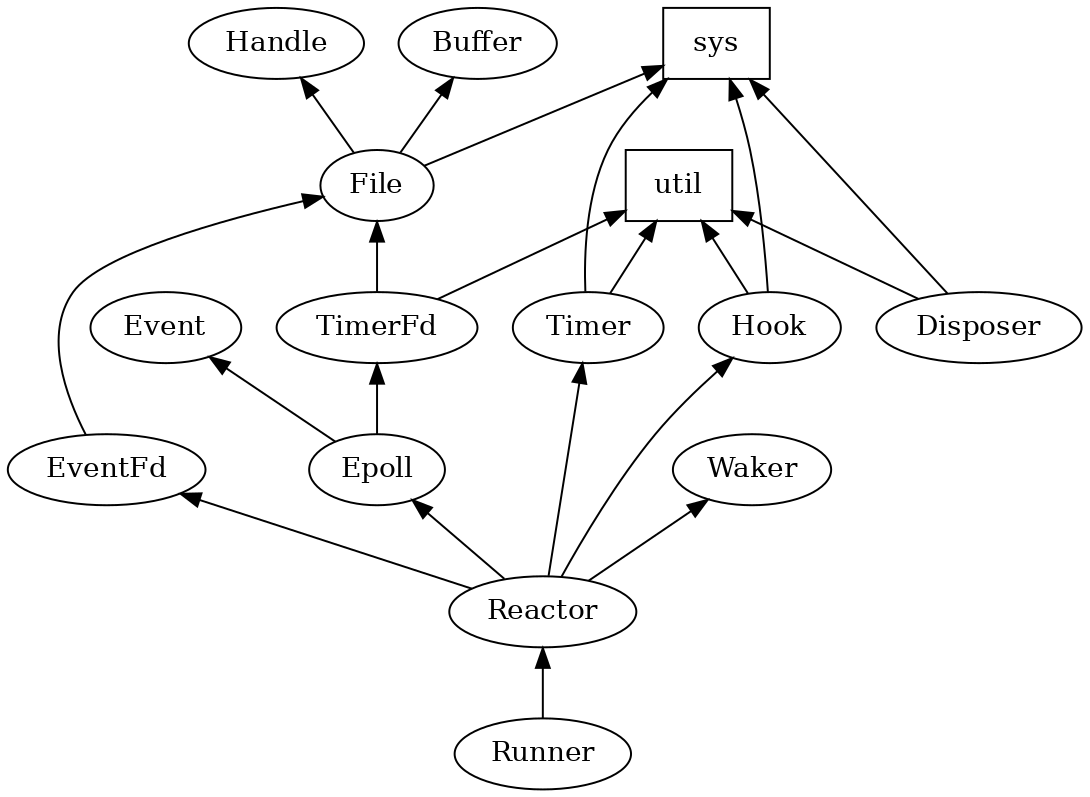 Handle
Buffer
sys
File
util
Event
TimerFd
Timer
Hook
Disposer
EventFd
Epoll
Waker
Reactor
Runner